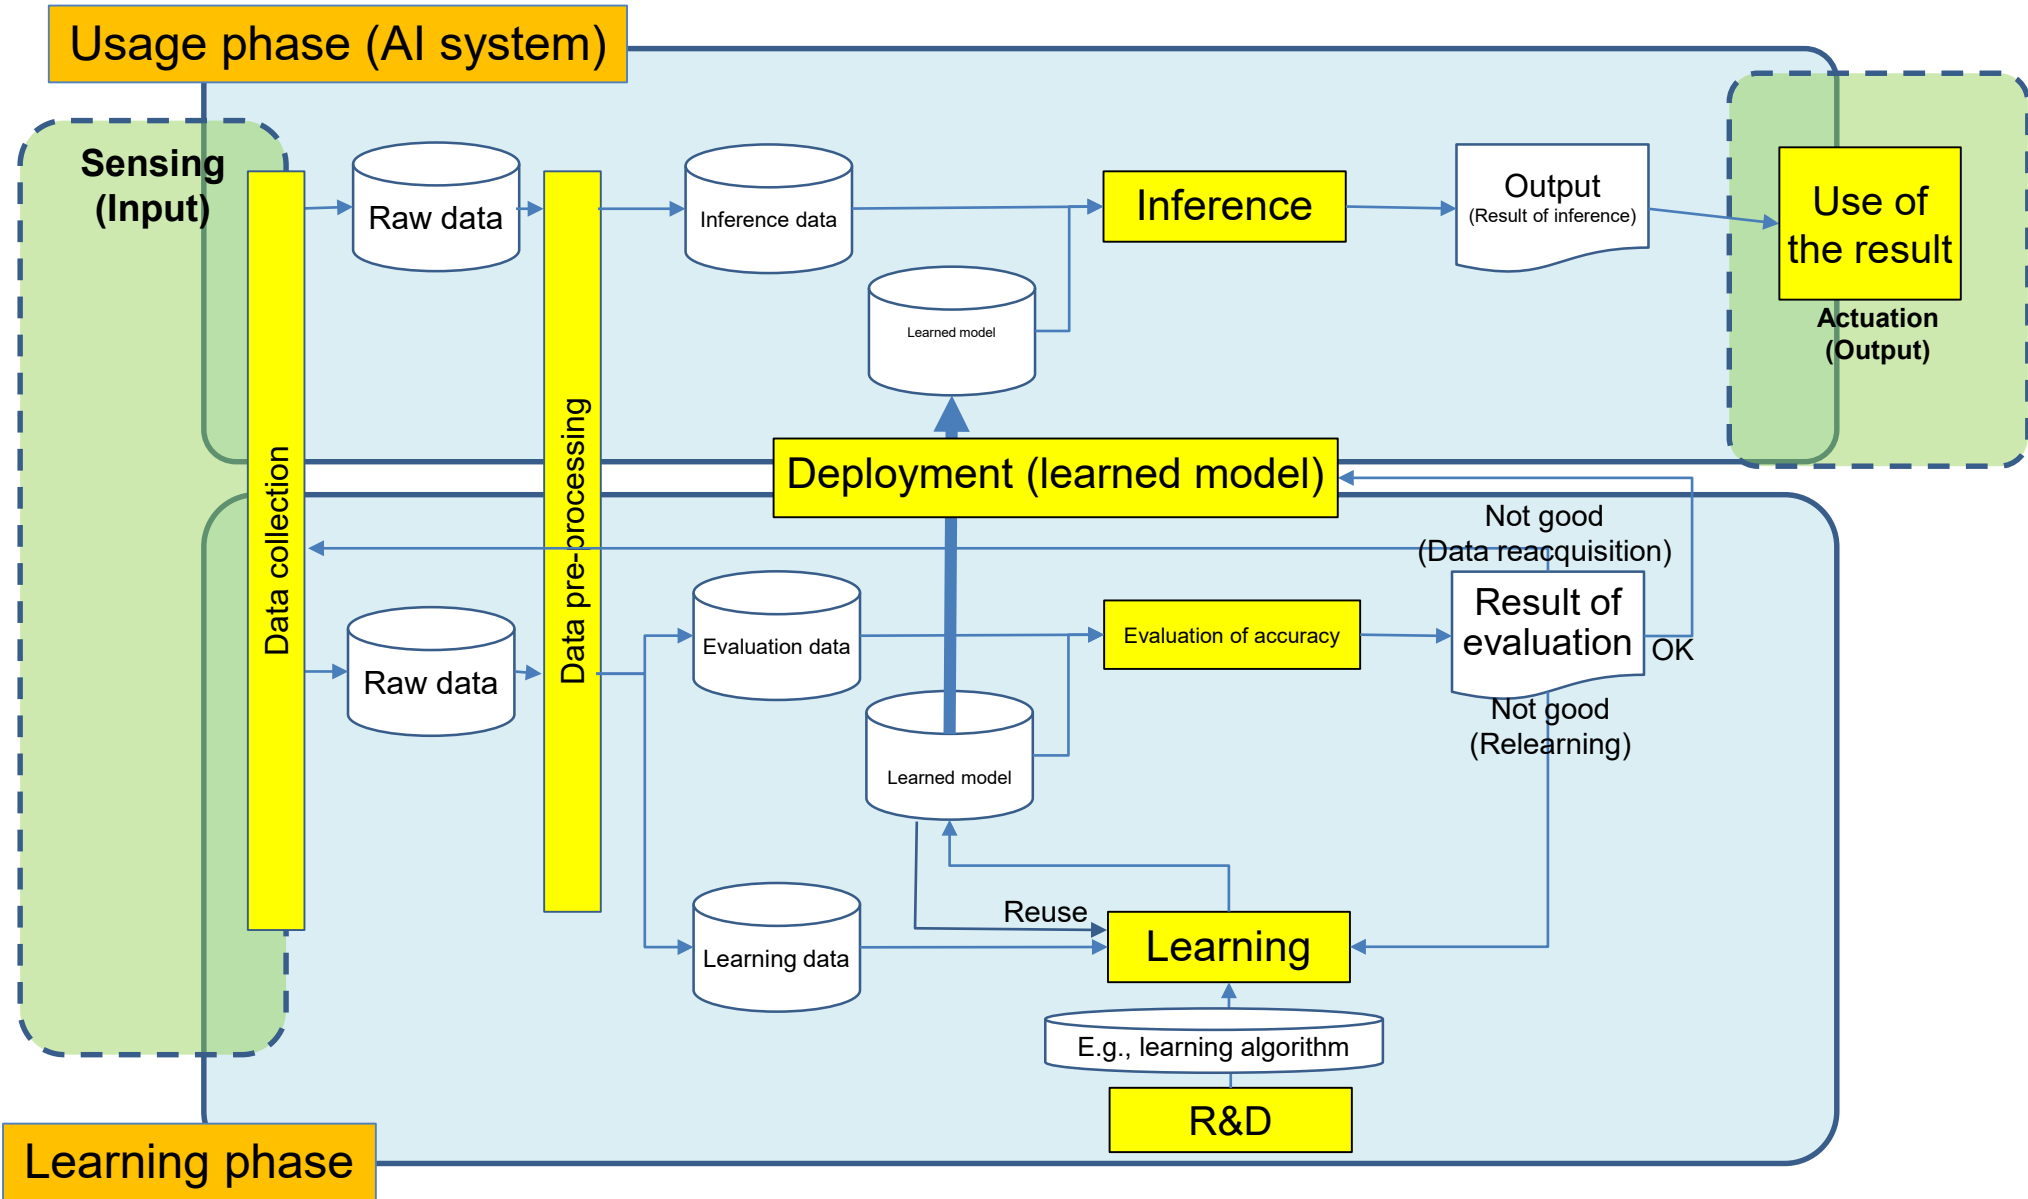 Usage phase (AI system)
Sensing
(Input)
Data collection
Raw data
Data pre-processing
Inference data
Learned model
Inference
Output
(Result of inference)
Use of
the result
Actuation
(Output)
Deployment (learned model)
Not good
(Data reacquisition)
Raw data
Evaluation data
Evaluation of accuracy
Result of
evaluation
OK
Not good
(Relearning)
Learned model
Reuse
Learning data
Learning
E.g., learning algorithm
R&D
Learning phase